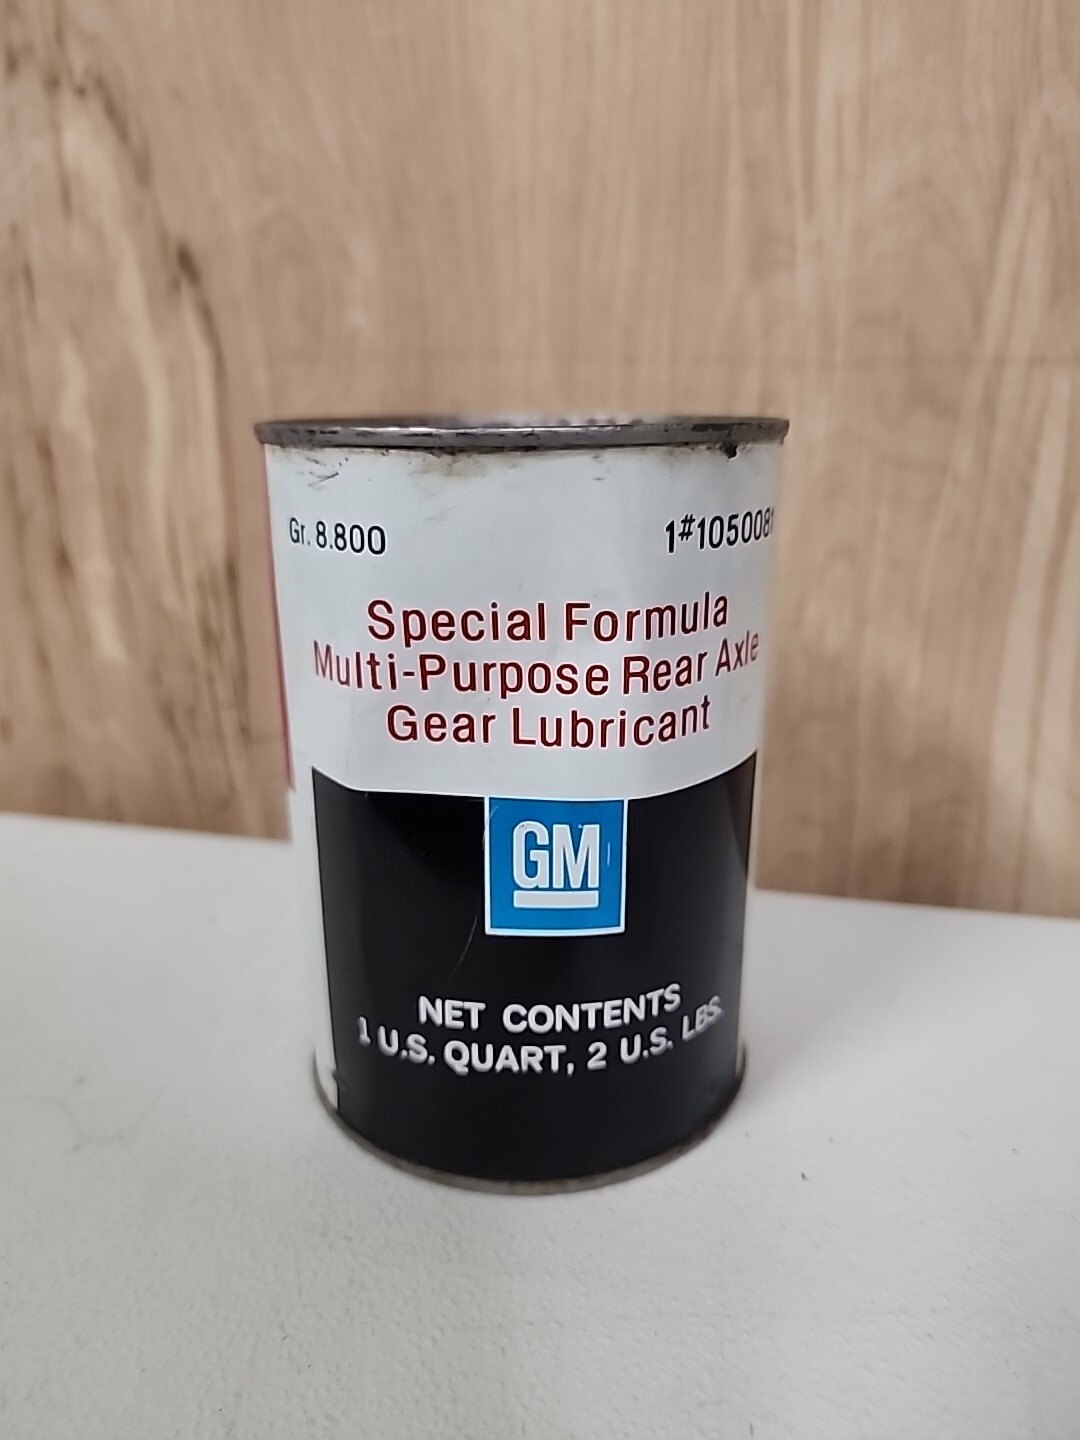 Gr. 8.800 1#1050081
Special Formula
Multi-Purpose Rear Axle
Gear Lubricant
GM
NET CONTENTS
1 U.S. QUART, 2 U.S. LBS.